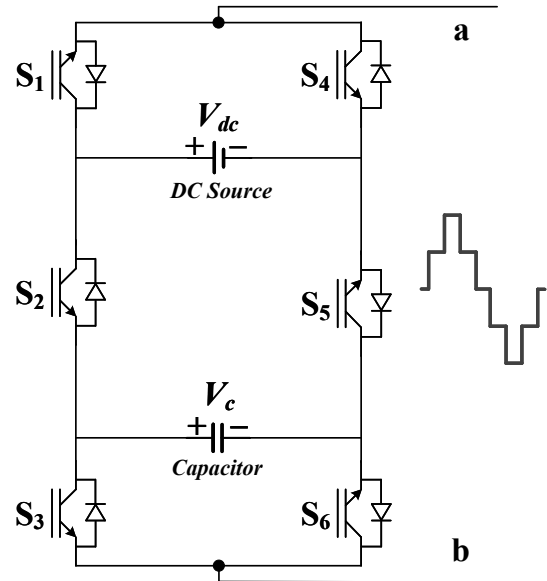 a
S1
S4
Vdc
+ −
DC Source
S2
S5
Vc
+ −
Capacitor
S3
S6
b